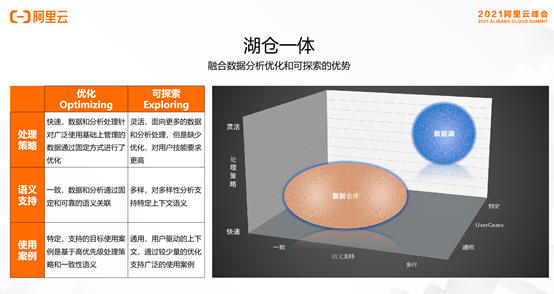 阿里云
2021阿里云峰会
2021 ALIBABA CLOUD SUMMIT
湖仓一体
融合数据分析优化和可探索的优势
优化
Optimizing
可探索
Exploring
处理
策略
快速，数据和分析处理针
对广泛使用基础上管理的
数据通过固定方式进行了
优化
灵活，面向更多的数据
和分析处理，但是缺少
优化，对用户技能要求
更高
语义
支持
一致，数据和分析通过固
定和可靠的语义关联
多样，对多样性分析支
持特定上下文语义
使用
案例
特定，支持的目标使用案
例是基于高优先级处理策
略和一致性语义
通用，用户驱动的上下
文，通过较少量的优化
支持广泛的使用案例
灵活
处理策略
快速
数据湖
数据仓库
一致
语义支持
多样
特定
UserCases
通用